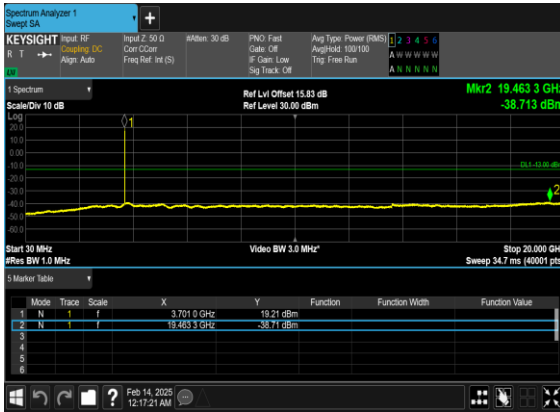 Spectrum Analyzer 1
Swept SA
+
KEYSIGHT Input: RF Input Z: 50 Ω #Atten: 30 dB PNO: Fast Avg Type: Power (RMS) 1 2 3 4 5 6
R T Coupling: DC Corr CCorr Gate: Off Avg|Hold: 100/100 A W W W W W
Align: Auto Freq Ref: Int (S) IF Gain: Low Trig: Free Run
Sig Track: Off A N N N N N
1 Spectrum
Mkr2 19.463 3 GHz
Ref Lvl Offset 15.83 dB
Scale/Div 10 dB Ref Level 30.00 dBm -38.713 dBm
Log
1
20.0
10.0
0.00
-10.0
DL1 -13.00 dBm
-20.0
-30.0
2
-40.0
-50.0
-60.0
Start 30 MHz Video BW 3.0 MHz* Stop 20.000 GHz
#Res BW 1.0 MHz Sweep 34.7 ms (40001 pts)
5 Marker Table
Mode Trace Scale X Y Function Function Width Function Value
1 N 1 f 3.701 0 GHz 19.21 dBm
2 N 1 f 19.463 3 GHz -38.71 dBm
3
4
5
6
?
Feb 14, 2025
12:17:21 AM